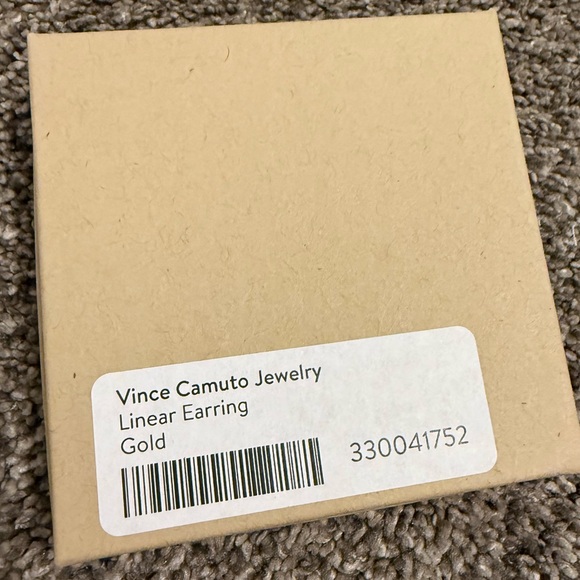 Vince Camuto Jewelry
Linear Earring
Gold
330041752